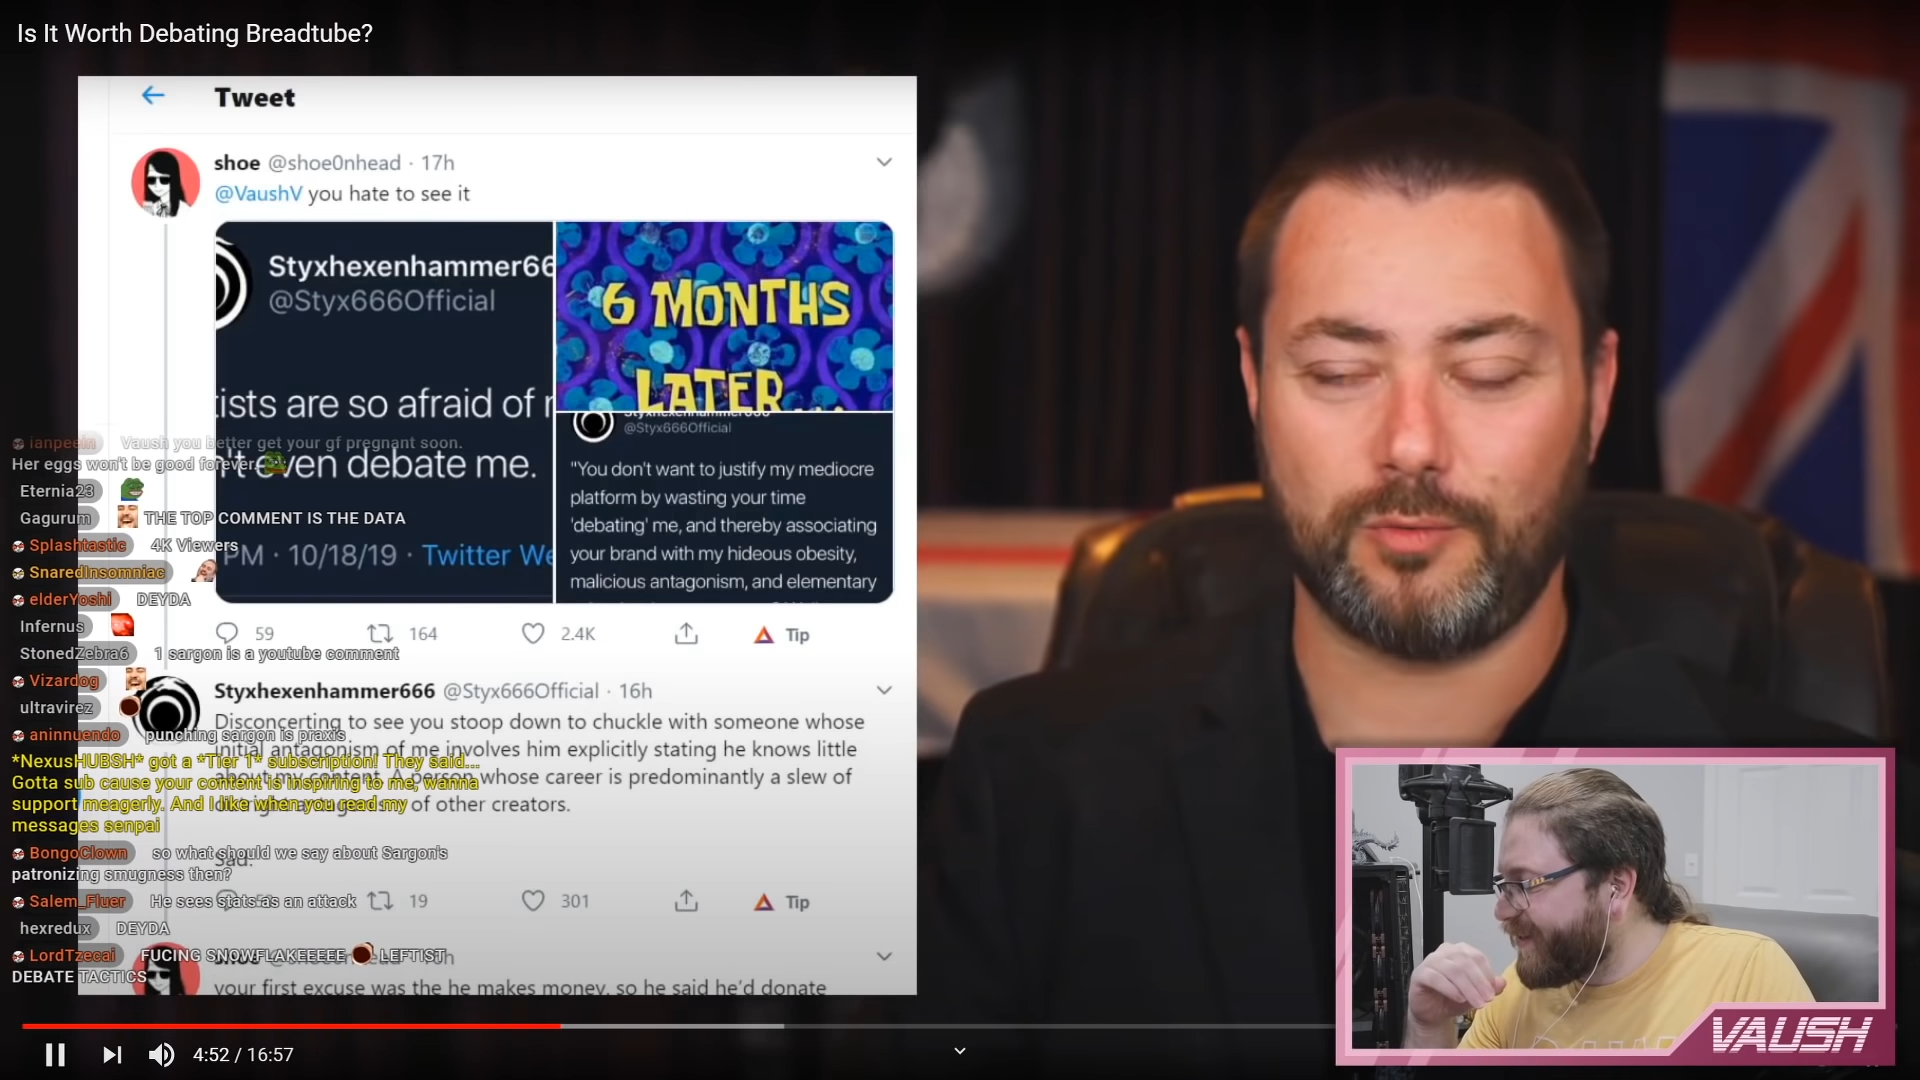 Is It Worth Debating Breadtube?
Tweet
shoe @shoe0nhead · 17h
@VaushV you hate to see it
Styxhexenhammer66
@Styx666Official
ists are so afraid of
't even debate me.
PM · 10/18/19 · Twitter We
6 MONTHS
LATER...
Styxhexenhammer666
@Styx666Official
"You don't want to justify my mediocre
platform by wasting your time
'debating' me, and thereby associating
your brand with my hideous obesity,
malicious antagonism, and elementary
59 164 2.4K Tip
Styxhexenhammer666 @Styx666Official · 16h
Disconcerting to see you stoop down to chuckle with someone whose
initial antagonism of me involves him explicitly stating he knows little
about my content. A person whose career is predominantly a slew of
of other creators.
Sad.
19 301 Tip
your first excuse was the he makes money, so he said he'd donate
ianpeein Vaush you better get your gf pregnant soon.
Her eggs won't be good forever.
Eternia23
Gagurum THE TOP COMMENT IS THE DATA
Splashtastic 4K Viewers
SnaredInsomniac
elderYoshi DEYDA
Infernus
StonedZebra6 1 sargon is a youtube comment
Vizardog
ultravirez
aninnuendo punching sargon is praxis
*NexusHUBSH* got a *Tier 1* subscription! They said...
Gotta sub cause your content is inspiring to me, wanna
support meagerly. And I like when you read my
messages senpai
BongoClown so what should we say about Sargon's
patronizing smugness then?
Salem_Fluer He sees Stats as an attack
hexredux DEYDA
LordTzecai FUCING SNOWFLAKEEEEE LEFTIST
DEBATE TACTICS
4:52 / 16:57
VAUSH